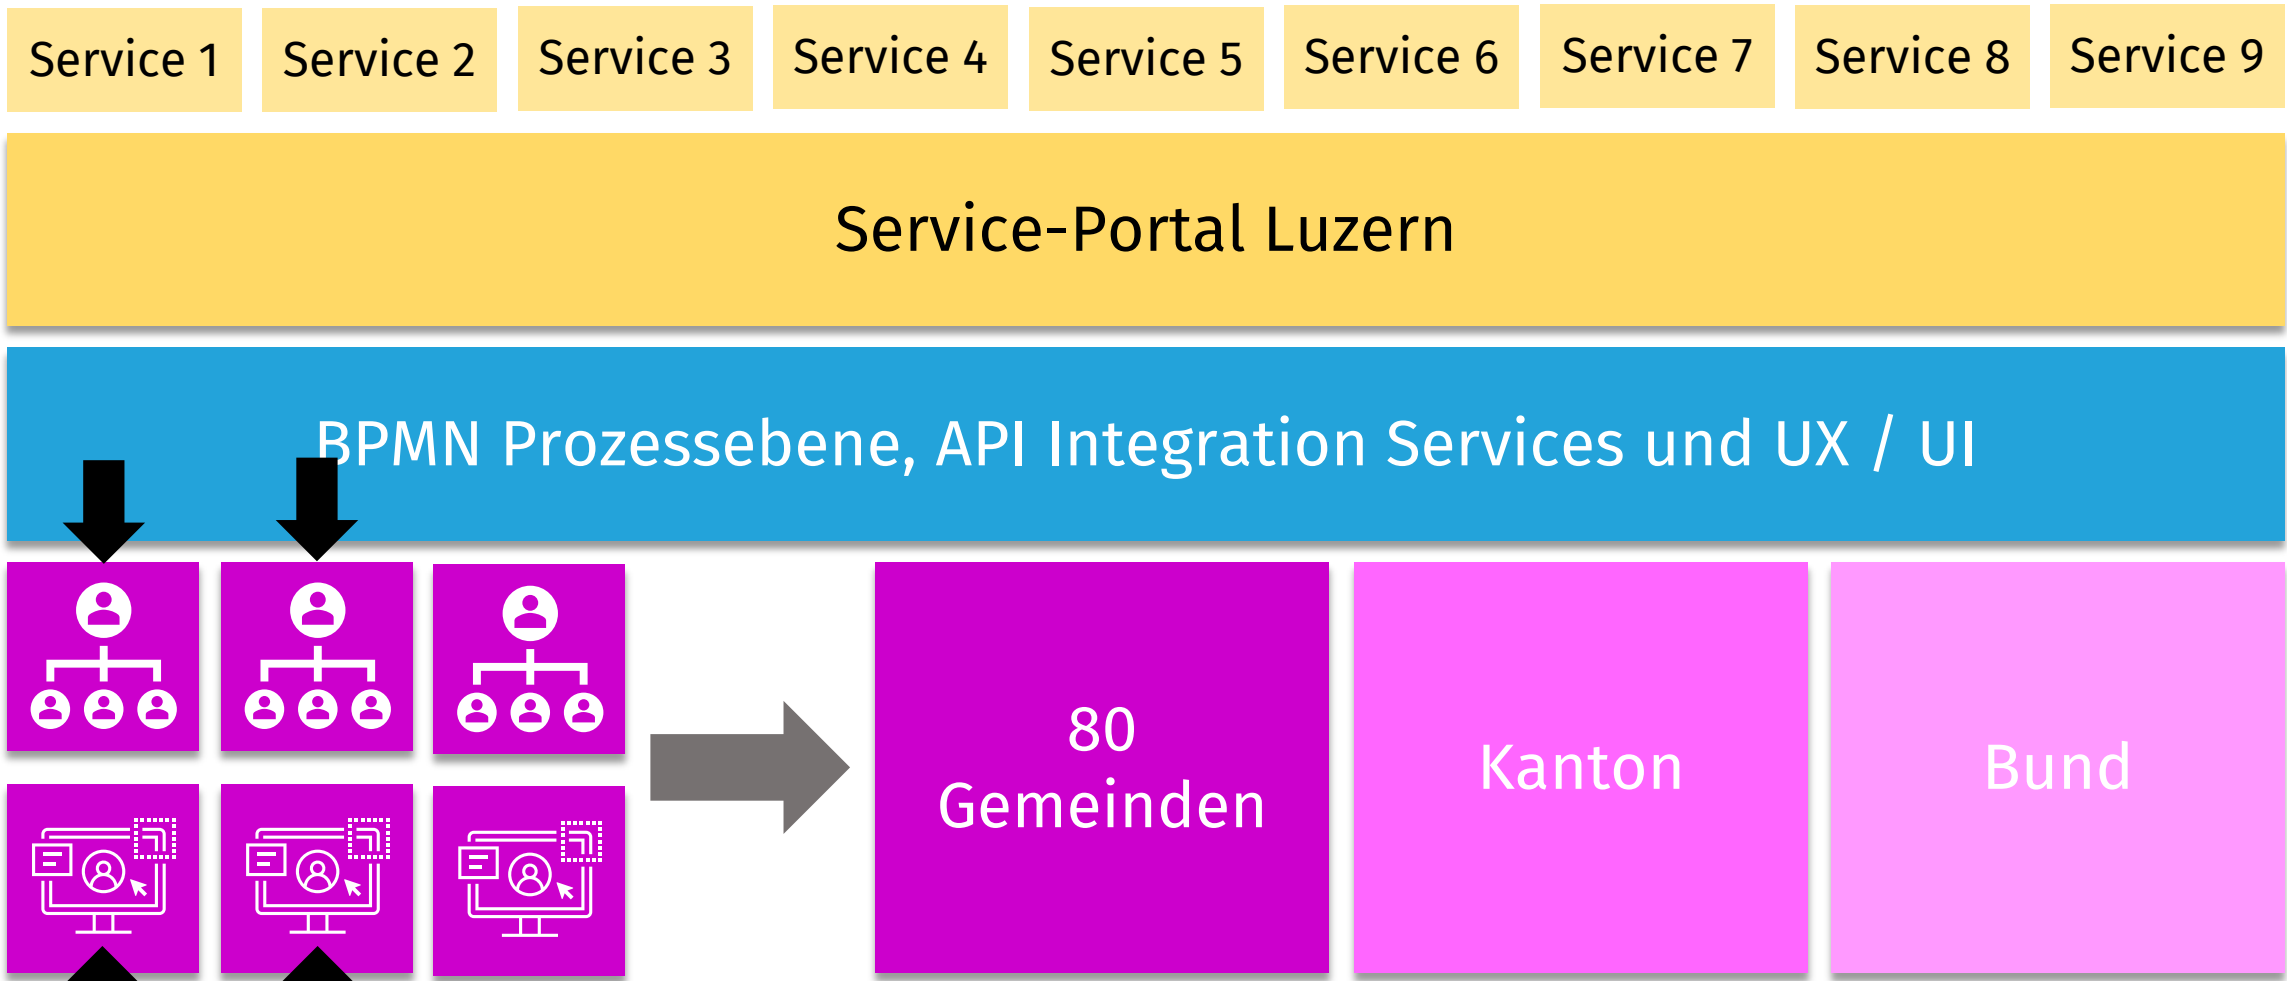 Service 1
Service 2
Service 3
Service 4
Service 5
Service 6
Service 7
Service 8
Service 9
Service-Portal Luzern
BPMN Prozessebene, API Integration Services und UX / UI
80
Gemeinden
Kanton
Bund